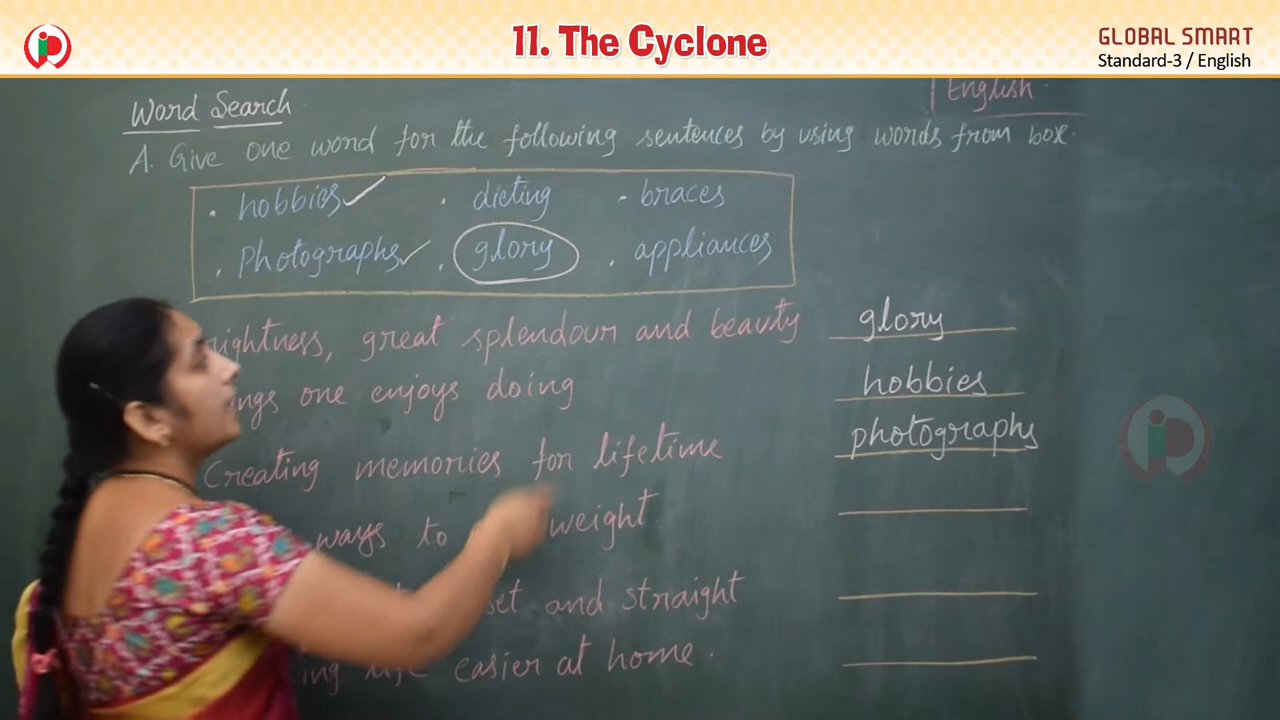 11. The Cyclone
GLOBAL SMART
Standard-3 / English
English.
Word Search
A. Give one word for the following sentences by using words from box.
. hobbies ✓ . dieting . braces
. Photographs ✓ . glory . appliances
great splendour and beauty glory
one enjoys doing hobbies
Creating memories for lifetime photographs
ways to weight
set and straight
easier at home.